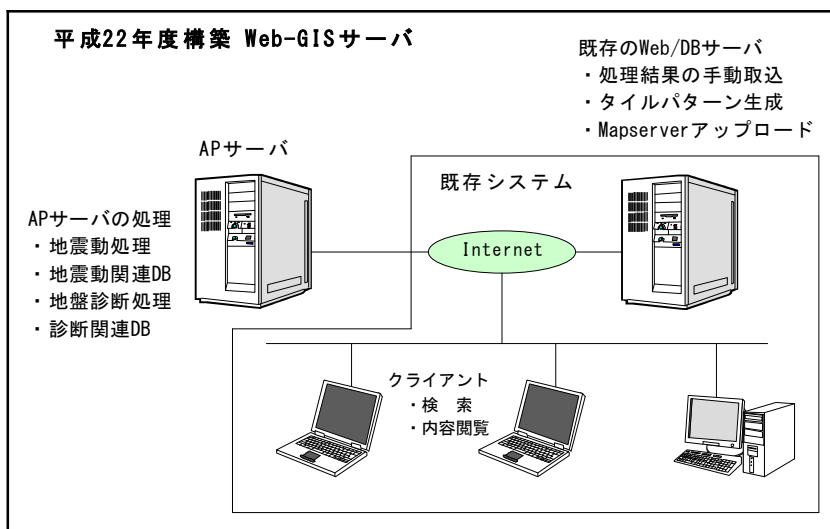 平成22年度構築 Web-GISサーバ
既存のWeb/DBサーバ
・処理結果の手動取込
・タイルパターン生成
・Mapserverアップロード
APサーバ
既存システム
APサーバの処理
・地震動処理
・地震動関連DB
・地盤診断処理
・診断関連DB
Internet
クライアント
・検 索
・内容閲覧